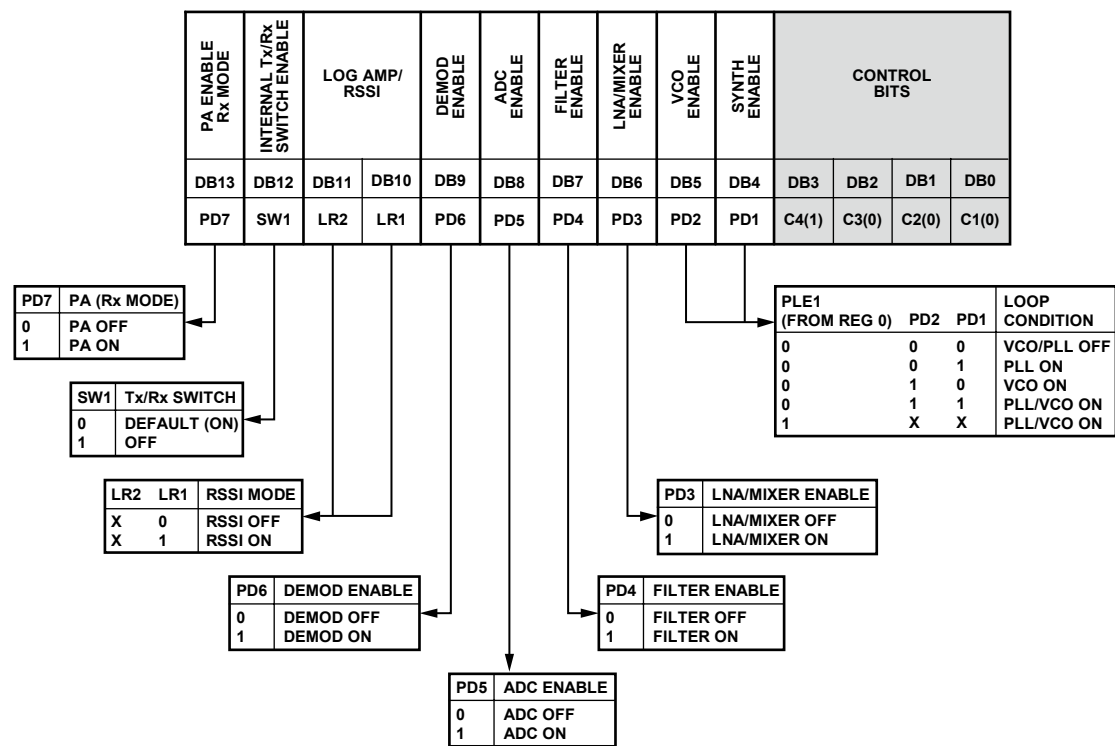 PA ENABLE
Rx MODE
INTERNAL Tx/Rx
SWITCH ENABLE
LOG AMP/
RSSI
DEMOD
ENABLE
ADC
ENABLE
FILTER
ENABLE
LNA/MIXER
ENABLE
VCO
ENABLE
SYNTH
ENABLE
CONTROL
BITS
DB13 DB12 DB11 DB10 DB9 DB8 DB7 DB6 DB5 DB4 DB3 DB2 DB1 DB0
PD7 SW1 LR2 LR1 PD6 PD5 PD4 PD3 PD2 PD1 C4(1) C3(0) C2(0) C1(0)
PD7 PA (Rx MODE)
0 PA OFF
1 PA ON
PLE1
(FROM REG 0) PD2 PD1 LOOP
CONDITION
0 0 0 VCO/PLL OFF
0 0 1 PLL ON
0 1 0 VCO ON
0 1 1 PLL/VCO ON
1 X X PLL/VCO ON
SW1 Tx/Rx SWITCH
0 DEFAULT (ON)
1 OFF
LR2 LR1 RSSI MODE
X 0 RSSI OFF
X 1 RSSI ON
PD3 LNA/MIXER ENABLE
0 LNA/MIXER OFF
1 LNA/MIXER ON
PD6 DEMOD ENABLE
0 DEMOD OFF
1 DEMOD ON
PD4 FILTER ENABLE
0 FILTER OFF
1 FILTER ON
PD5 ADC ENABLE
0 ADC OFF
1 ADC ON